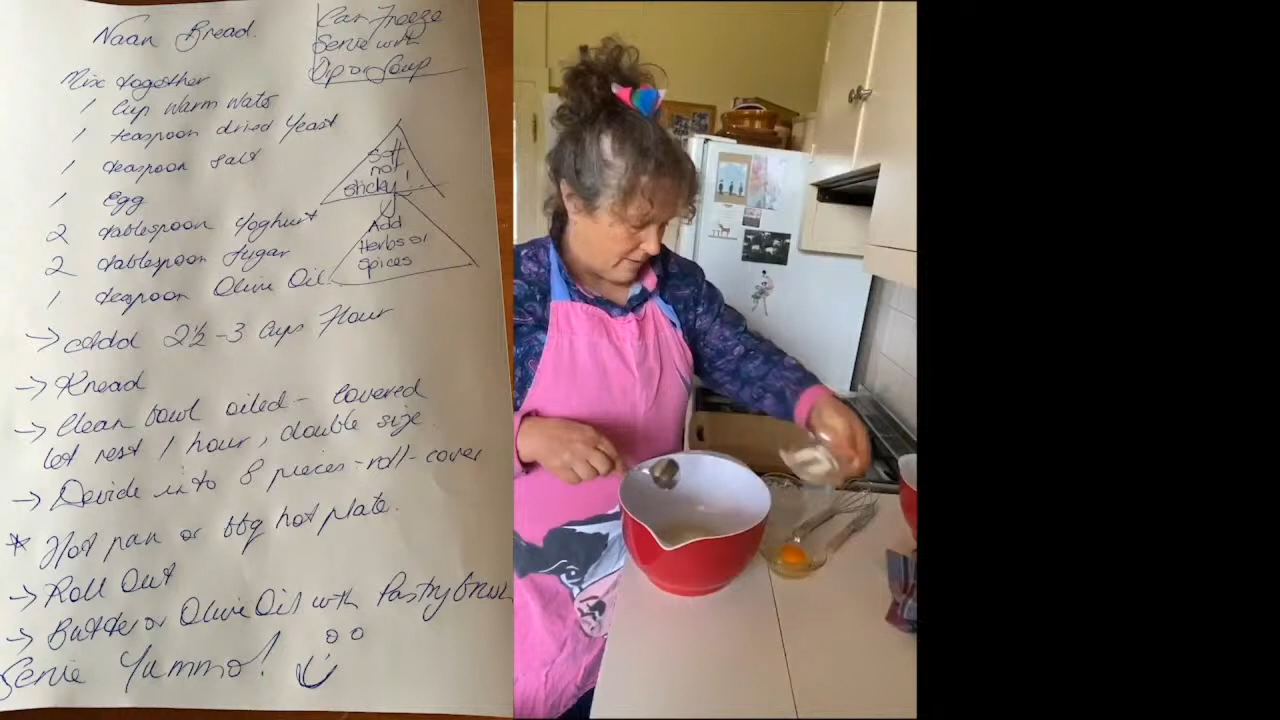 Naan Bread.
Can Freeze
Serve with
Dip or Soup
Mix together
1 Cup warm water
1 teaspoon dried yeast
1 teaspoon salt
1 egg
2 tablespoon Yoghurt
2 tablespoon sugar
1 teaspoon Olive Oil
Soft
not
sticky!
Add
Herbs or
Spices
→ Add 2½-3 Cups Flour
→ Knead
→ Clean bowl oiled - covered
let rest 1 hour, double size.
→ Devide into 8 pieces - roll - cover
* Hot pan or bbq hot plate.
→ Roll Out
→ Butter or Olive Oil with Pastry brush
Serve Yummo!